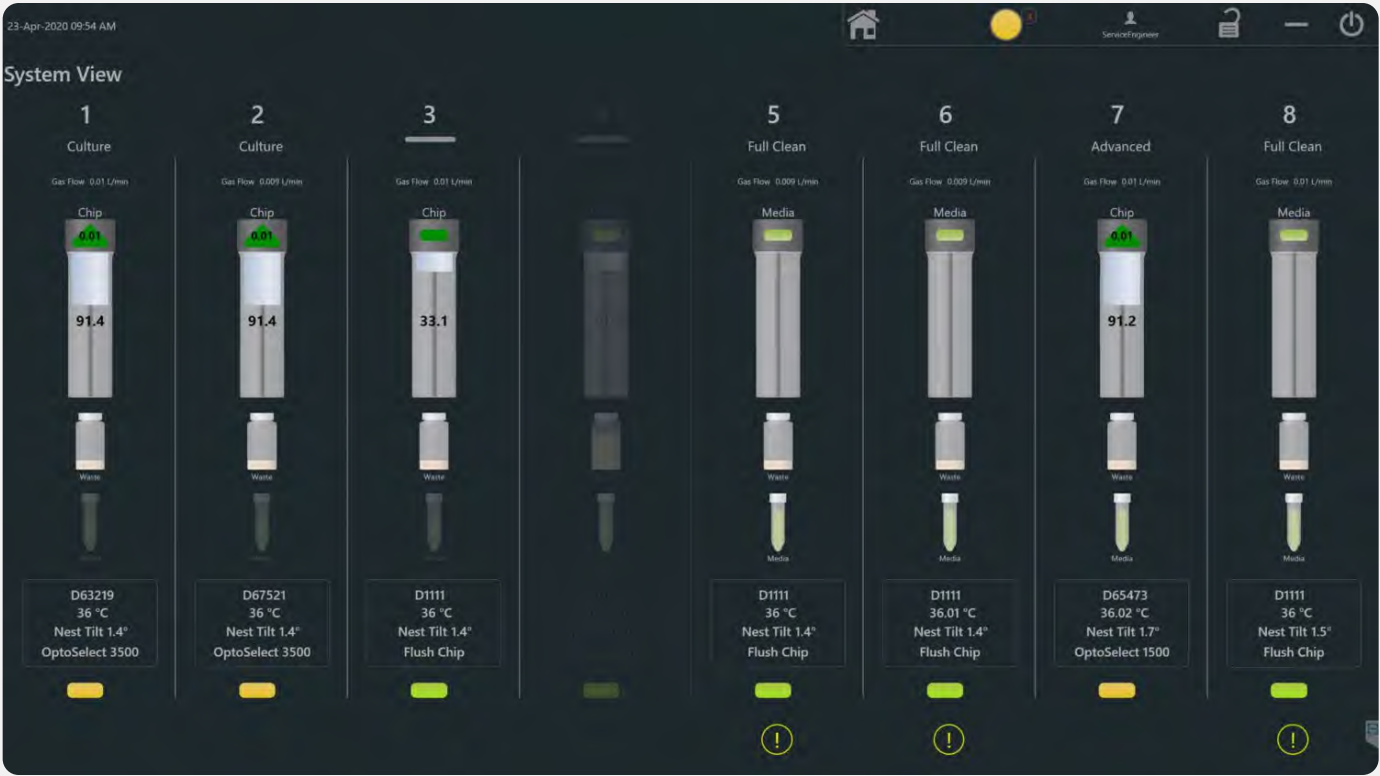 23-Apr-2020 09:54 AM
ServiceEngineer
System View
1 2 3 5 6 7 8
Culture Culture Full Clean Full Clean Advanced Full Clean
Gas Flow 0.01 L/min Gas Flow 0.009 L/min Gas Flow 0.01 L/min Gas Flow 0.009 L/min Gas Flow 0.009 L/min Gas Flow 0.01 L/min Gas Flow 0.01 L/min
Chip Chip Chip Media Media Chip Media
0.01 0.01 0.01
91.4 91.4 33.1 91.2
Waste Waste Waste Waste Waste Waste Waste
Media Media Media Media
D63219 D67521 D1111 D1111 D1111 D65473 D1111
36 °C 36 °C 36 °C 36 °C 36.01 °C 36.02 °C 36 °C
Nest Tilt 1.4° Nest Tilt 1.4° Nest Tilt 1.4° Nest Tilt 1.4° Nest Tilt 1.4° Nest Tilt 1.7° Nest Tilt 1.5°
OptoSelect 3500 OptoSelect 3500 Flush Chip Flush Chip Flush Chip OptoSelect 1500 Flush Chip
! ! !